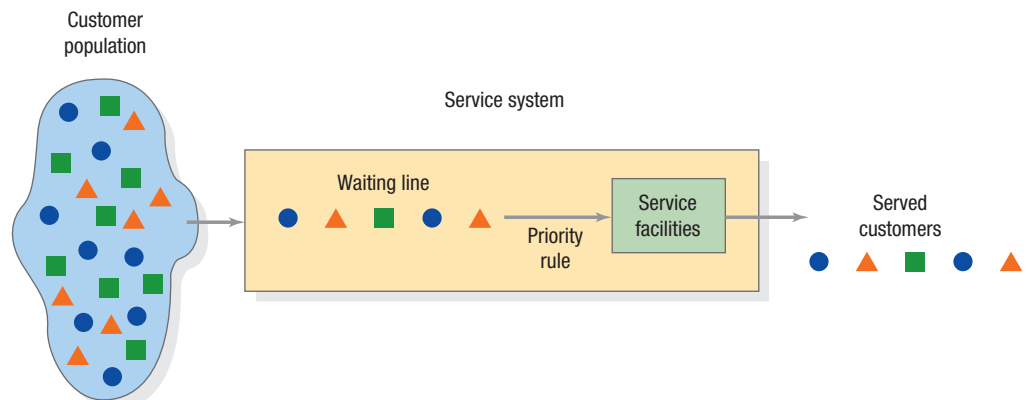 Customer
population
Service system
Waiting line
Priority
rule
Service
facilities
Served
customers